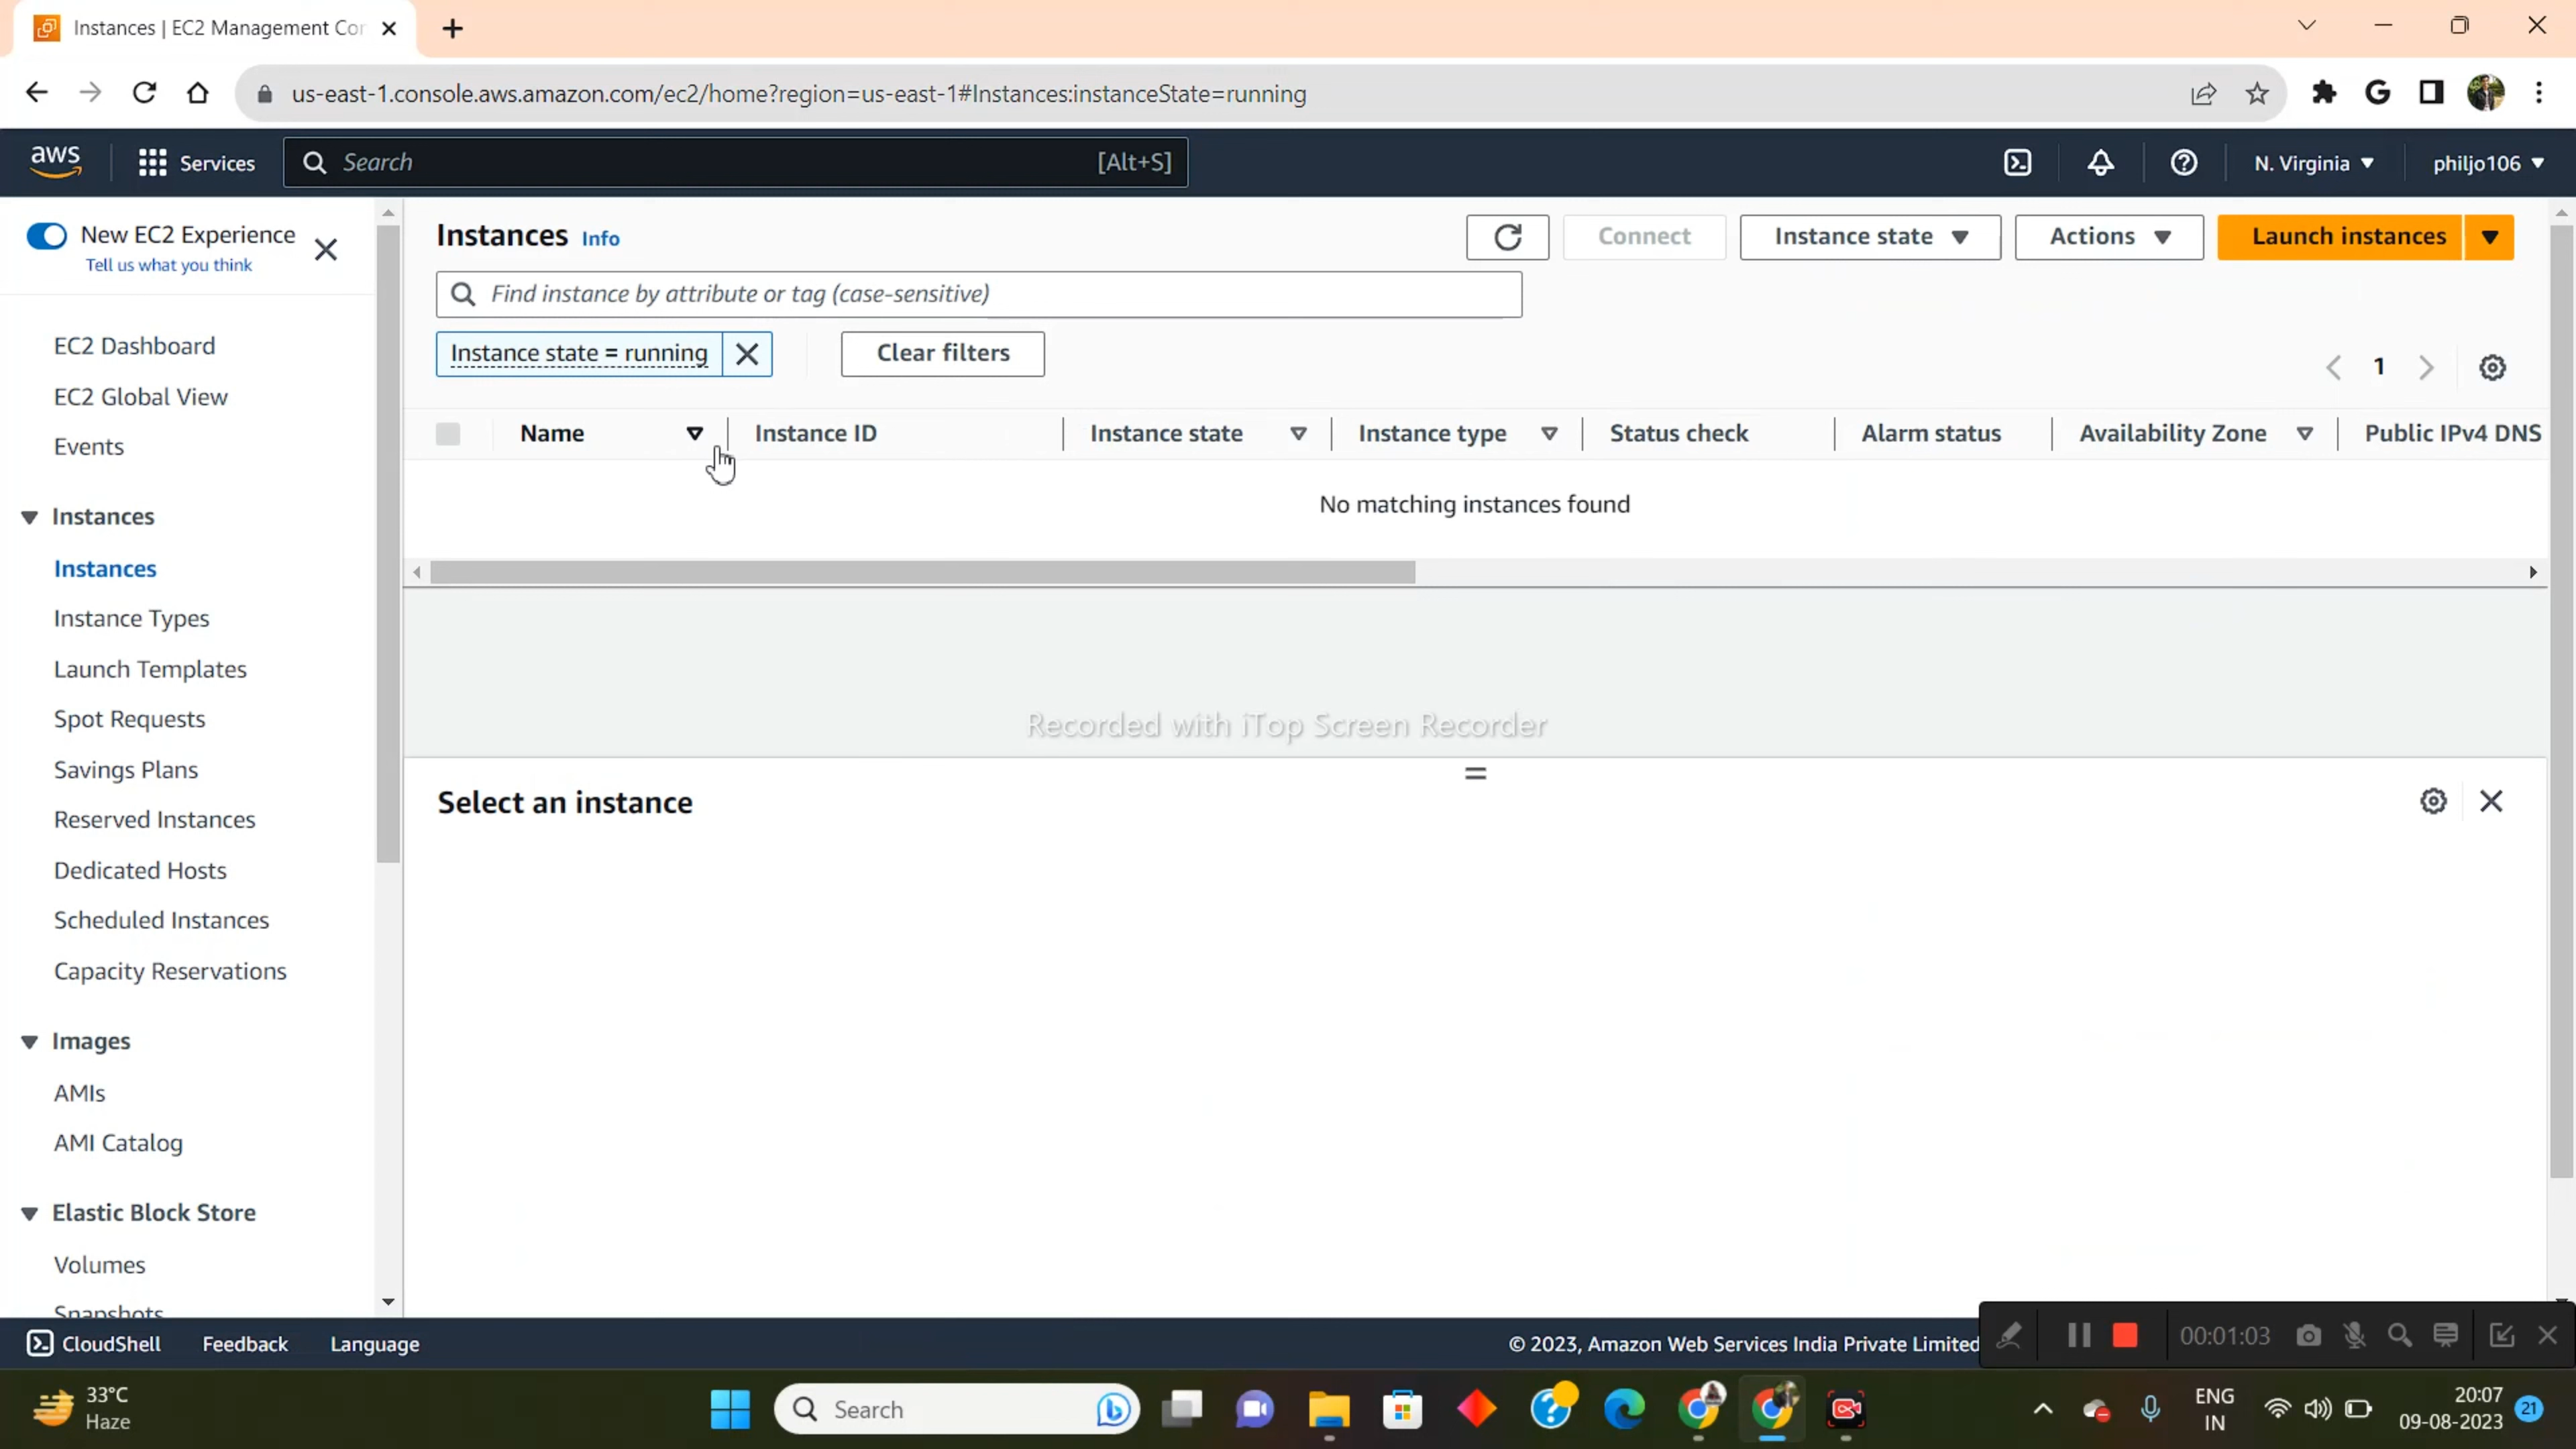 Instances | EC2 Management Cor
us-east-1.console.aws.amazon.com/ec2/home?region=us-east-1#Instances:instanceState=running
aws Services Search [Alt+S] N. Virginia philjo106
New EC2 Experience
Tell us what you think
EC2 Dashboard
EC2 Global View
Events
Instances
Instances
Instance Types
Launch Templates
Spot Requests
Savings Plans
Reserved Instances
Dedicated Hosts
Scheduled Instances
Capacity Reservations
Images
AMIs
AMI Catalog
Elastic Block Store
Volumes
Snapshots
Instances Info Connect Instance state Actions Launch instances
Find instance by attribute or tag (case-sensitive)
Instance state = running Clear filters 1
Name Instance ID Instance state Instance type Status check Alarm status Availability Zone Public IPv4 DNS
No matching instances found
Recorded with iTop Screen Recorder
Select an instance
CloudShell Feedback Language © 2023, Amazon Web Services India Private Limited 00:01:03
33°C
Haze
Search
ENG
IN
20:07
09-08-2023
21